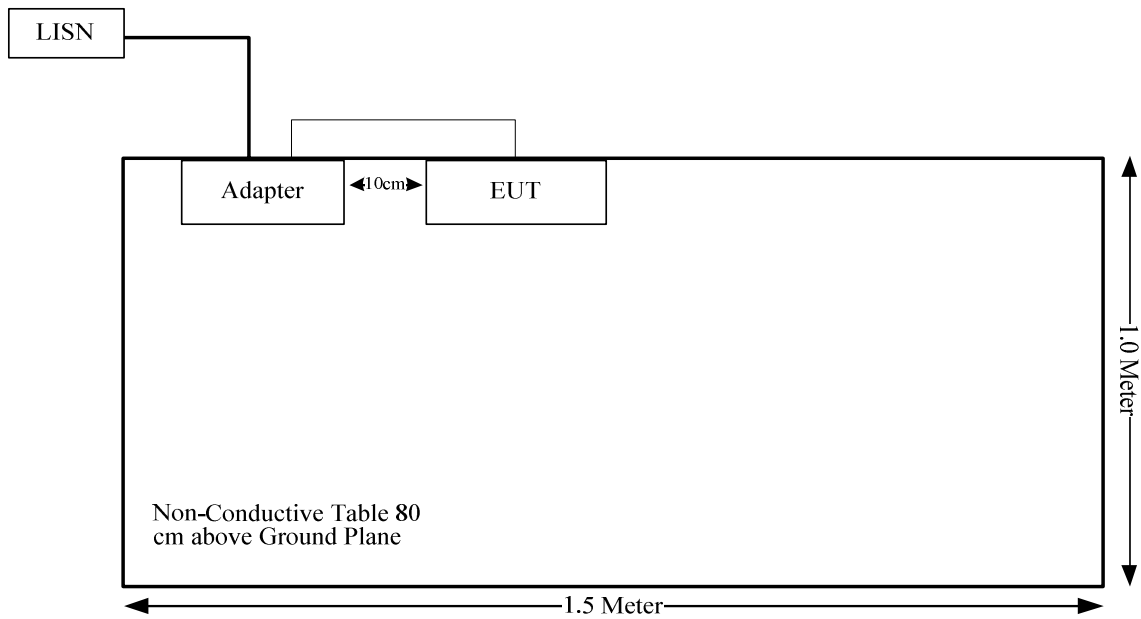 LISN
Adapter
10cm
EUT
1.0 Meter
Non-Conductive Table 80
cm above Ground Plane
1.5 Meter